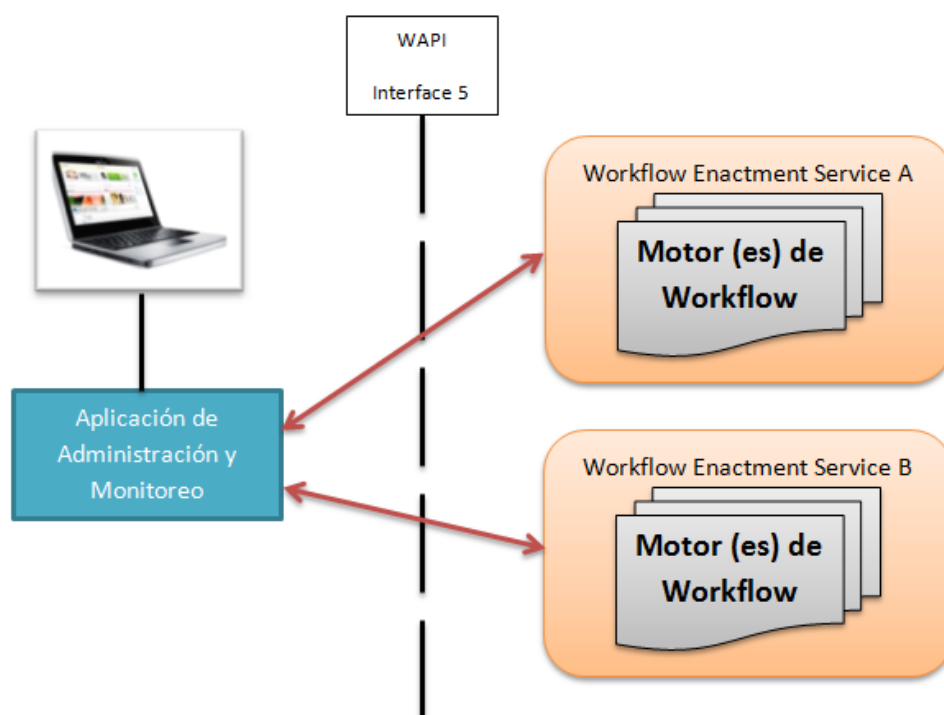 WAPI
Interface 5
Workflow Enactment Service A
Motor (es) de
Workflow
Aplicación de
Administración y
Monitoreo
Workflow Enactment Service B
Motor (es) de
Workflow